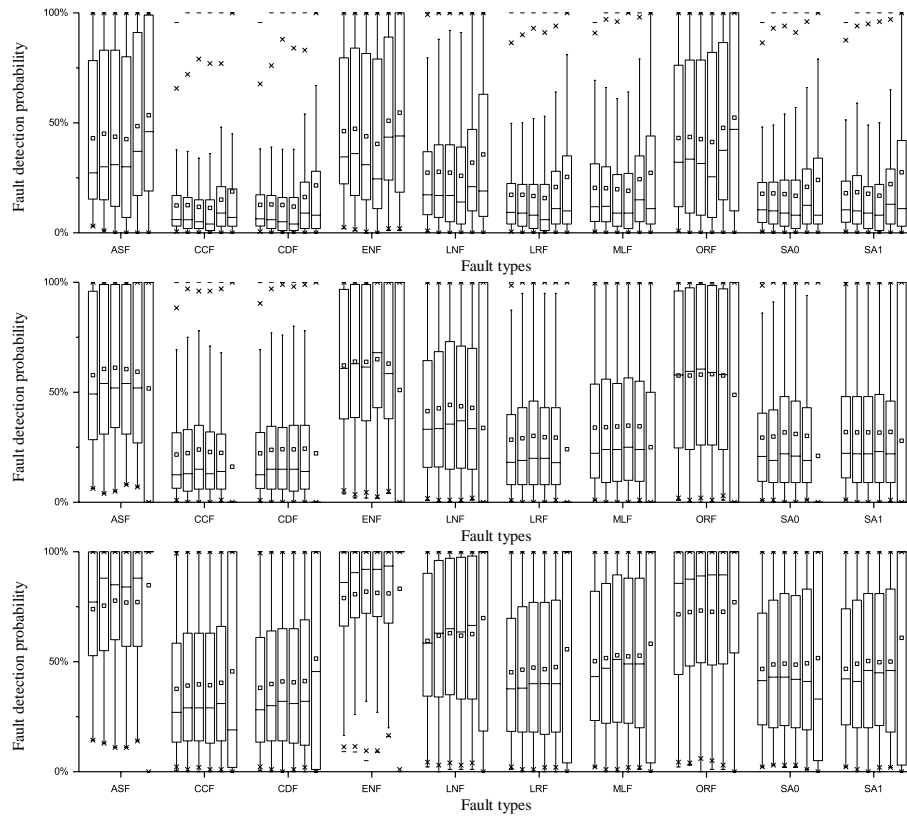 Fault detection probability
100%
50%
0%
ASF CCF CDF ENF LNF LRF MLF ORF SA0 SA1
Fault types
Fault detection probability
100%
50%
0%
ASF CCF CDF ENF LNF LRF MLF ORF SA0 SA1
Fault types
Fault detection probability
100%
50%
0%
ASF CCF CDF ENF LNF LRF MLF ORF SA0 SA1
Fault types